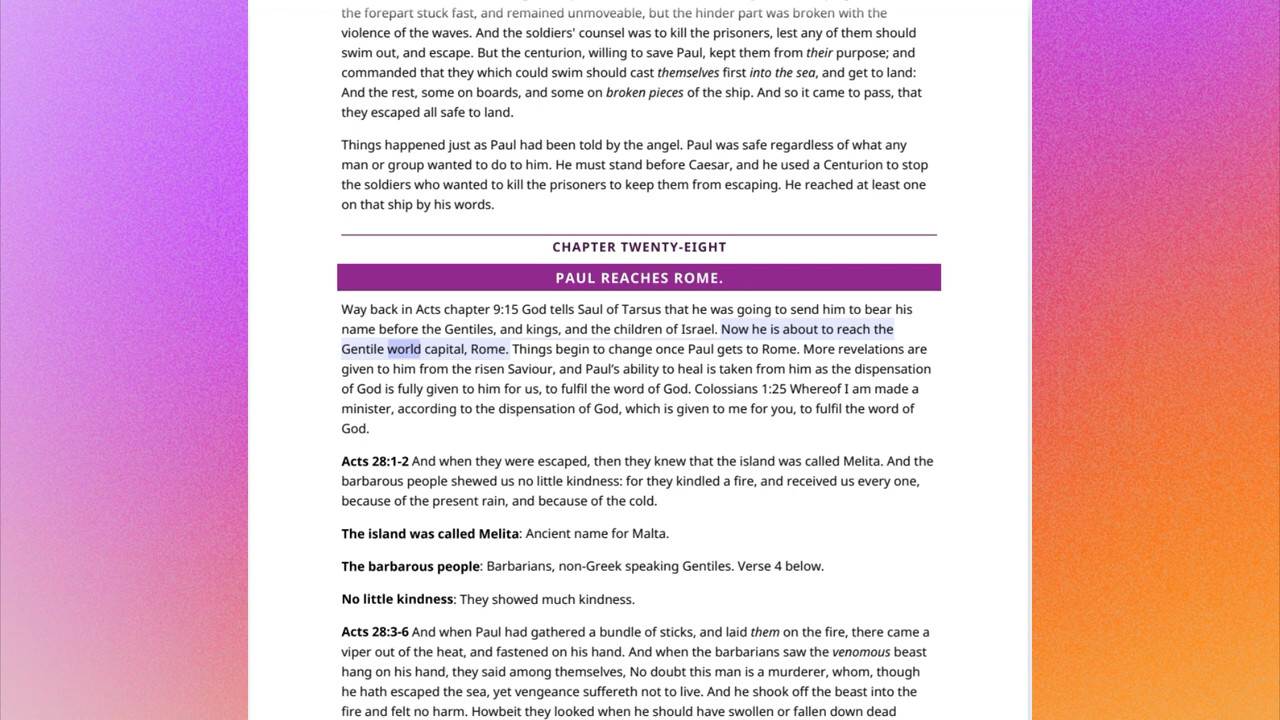 the forepart stuck fast, and remained unmoveable, but the hinder part was broken with the
violence of the waves. And the soldiers' counsel was to kill the prisoners, lest any of them should
swim out, and escape. But the centurion, willing to save Paul, kept them from their purpose; and
commanded that they which could swim should cast themselves first into the sea, and get to land:
And the rest, some on boards, and some on broken pieces of the ship. And so it came to pass, that
they escaped all safe to land.
Things happened just as Paul had been told by the angel. Paul was safe regardless of what any
man or group wanted to do to him. He must stand before Caesar, and he used a Centurion to stop
the soldiers who wanted to kill the prisoners to keep them from escaping. He reached at least one
on that ship by his words.
CHAPTER TWENTY-EIGHT
PAUL REACHES ROME.
Way back in Acts chapter 9:15 God tells Saul of Tarsus that he was going to send him to bear his
name before the Gentiles, and kings, and the children of Israel. Now he is about to reach the
Gentile world capital, Rome. Things begin to change once Paul gets to Rome. More revelations are
given to him from the risen Saviour, and Paul’s ability to heal is taken from him as the dispensation
of God is fully given to him for us, to fulfil the word of God. Colossians 1:25 Whereof I am made a
minister, according to the dispensation of God, which is given to me for you, to fulfil the word of
God.
Acts 28:1-2 And when they were escaped, then they knew that the island was called Melita. And the
barbarous people shewed us no little kindness: for they kindled a fire, and received us every one,
because of the present rain, and because of the cold.
The island was called Melita: Ancient name for Malta.
The barbarous people: Barbarians, non-Greek speaking Gentiles. Verse 4 below.
No little kindness: They showed much kindness.
Acts 28:3-6 And when Paul had gathered a bundle of sticks, and laid them on the fire, there came a
viper out of the heat, and fastened on his hand. And when the barbarians saw the venomous beast
hang on his hand, they said among themselves, No doubt this man is a murderer, whom, though
he hath escaped the sea, yet vengeance suffereth not to live. And he shook off the beast into the
fire and felt no harm. Howbeit they looked when he should have swollen or fallen down dead